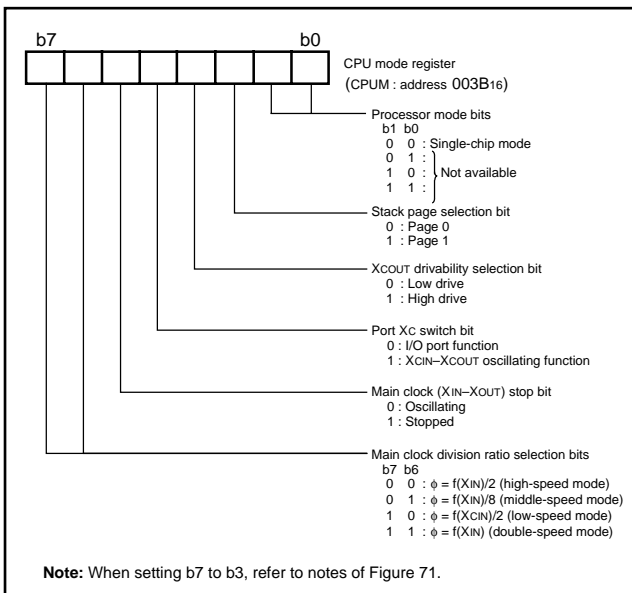 b7 b0
CPU mode register
(CPUM : address 003B16)
Processor mode bits
b1 b0
0 0 : Single-chip mode
0 1 :
1 0 : Not available
1 1 :
Stack page selection bit
0 : Page 0
1 : Page 1
XCOUT drivability selection bit
0 : Low drive
1 : High drive
Port XC switch bit
0 : I/O port function
1 : XCIN–XCOUT oscillating function
Main clock (XIN–XOUT) stop bit
0 : Oscillating
1 : Stopped
Main clock division ratio selection bits
b7 b6
0 0 : ϕ = f(XIN)/2 (high-speed mode)
0 1 : ϕ = f(XIN)/8 (middle-speed mode)
1 0 : ϕ = f(XCIN)/2 (low-speed mode)
1 1 : ϕ = f(XIN) (double-speed mode)
Note: When setting b7 to b3, refer to notes of Figure 71.